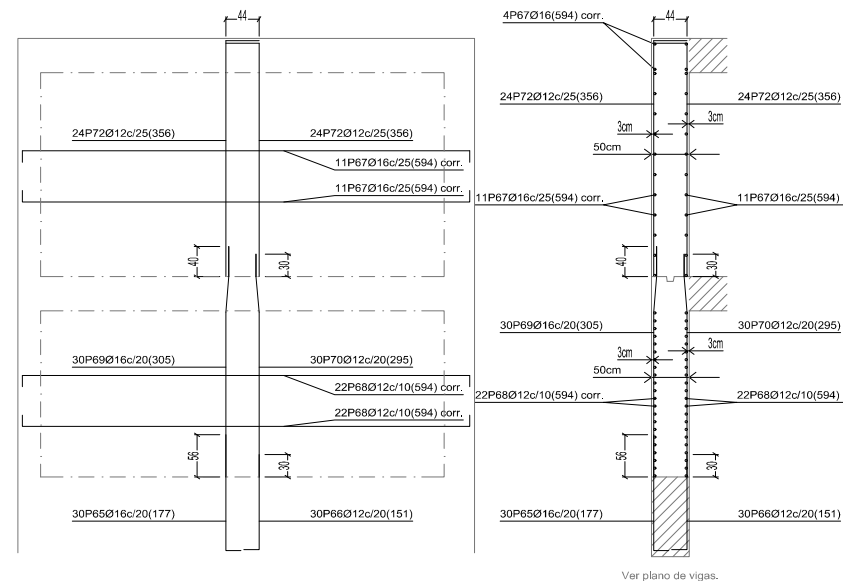 44
44
4P67Ø16(594) corr.
24P72Ø12c/25(356)
24P72Ø12c/25(356)
3cm
3cm
24P72Ø12c/25(356)
24P72Ø12c/25(356)
50cm
11P67Ø16c/25(594) corr.
11P67Ø16c/25(594) corr.
11P67Ø16c/25(594) corr.
11P67Ø16c/25(594)
40
30
40
30
30P69Ø16c/20(305)
30P70Ø12c/20(295)
3cm
3cm
30P69Ø16c/20(305)
30P70Ø12c/20(295)
50cm
22P68Ø12c/10(594) corr.
22P68Ø12c/10(594) corr.
22P68Ø12c/10(594)
22P68Ø12c/10(594) corr.
56
30
56
30
30P65Ø16c/20(177)
30P66Ø12c/20(151)
30P65Ø16c/20(177)
30P66Ø12c/20(151)
Ver plano de vigas.